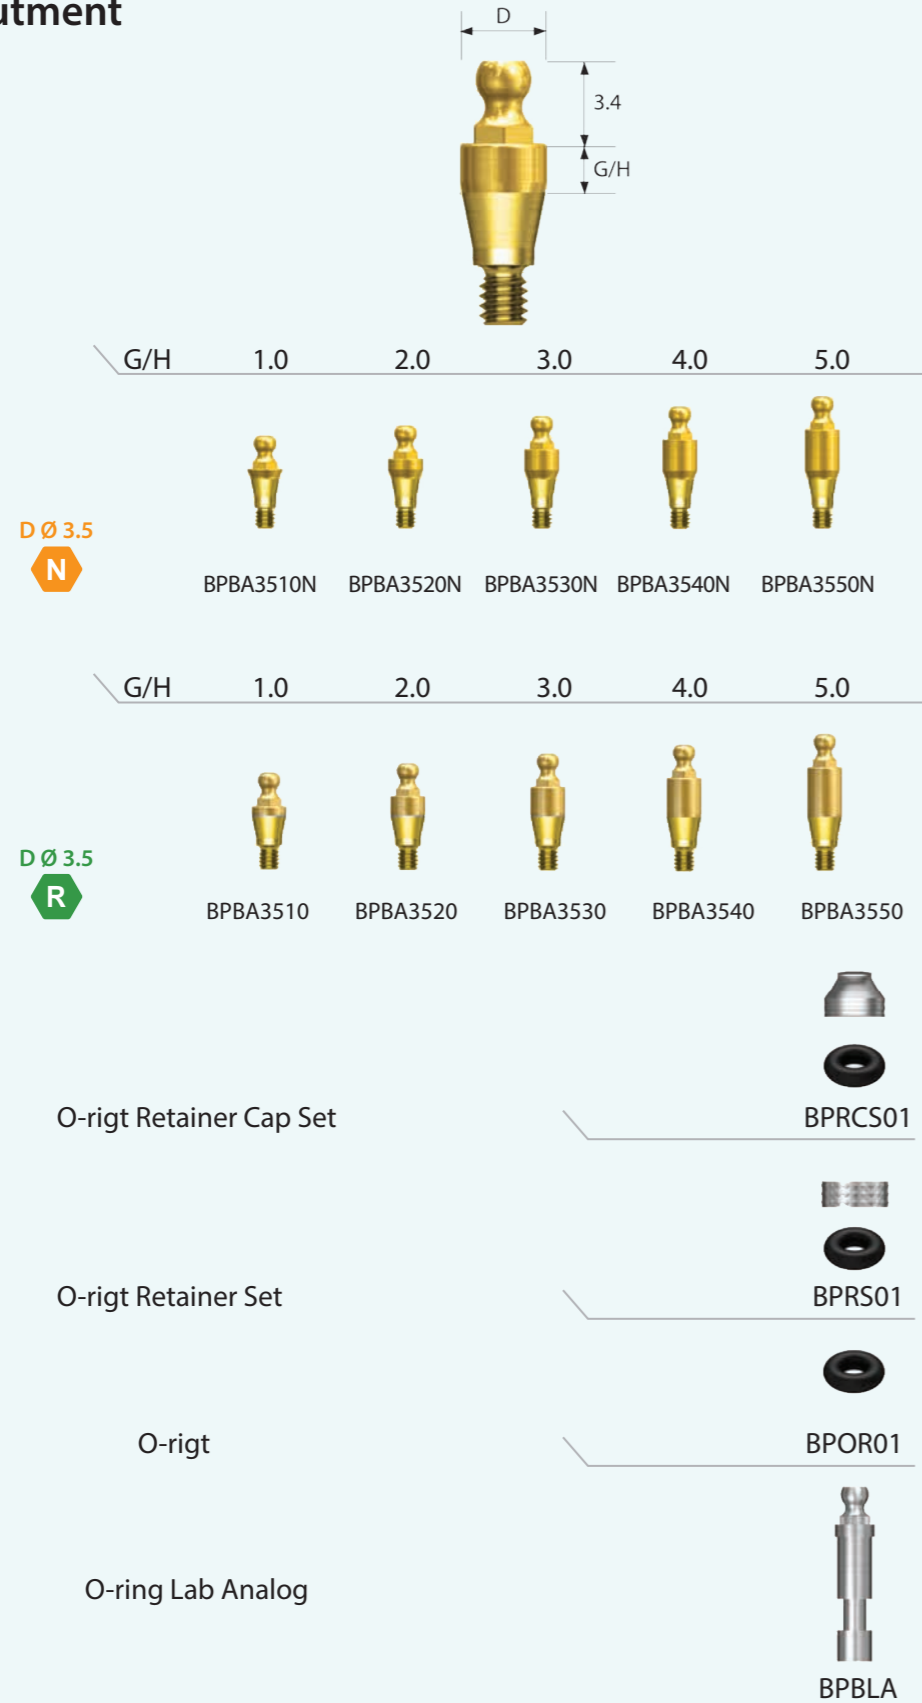 utment
D
3.4
G/H
G/H 1.0 2.0 3.0 4.0 5.0
D Ø 3.5
N
BPBA3510N BPBA3520N BPBA3530N BPBA3540N BPBA3550N
G/H 1.0 2.0 3.0 4.0 5.0
D Ø 3.5
R
BPBA3510 BPBA3520 BPBA3530 BPBA3540 BPBA3550
O-rigt Retainer Cap Set BPRCS01
O-rigt Retainer Set BPRS01
O-rigt BPOR01
O-ring Lab Analog
BPBLA